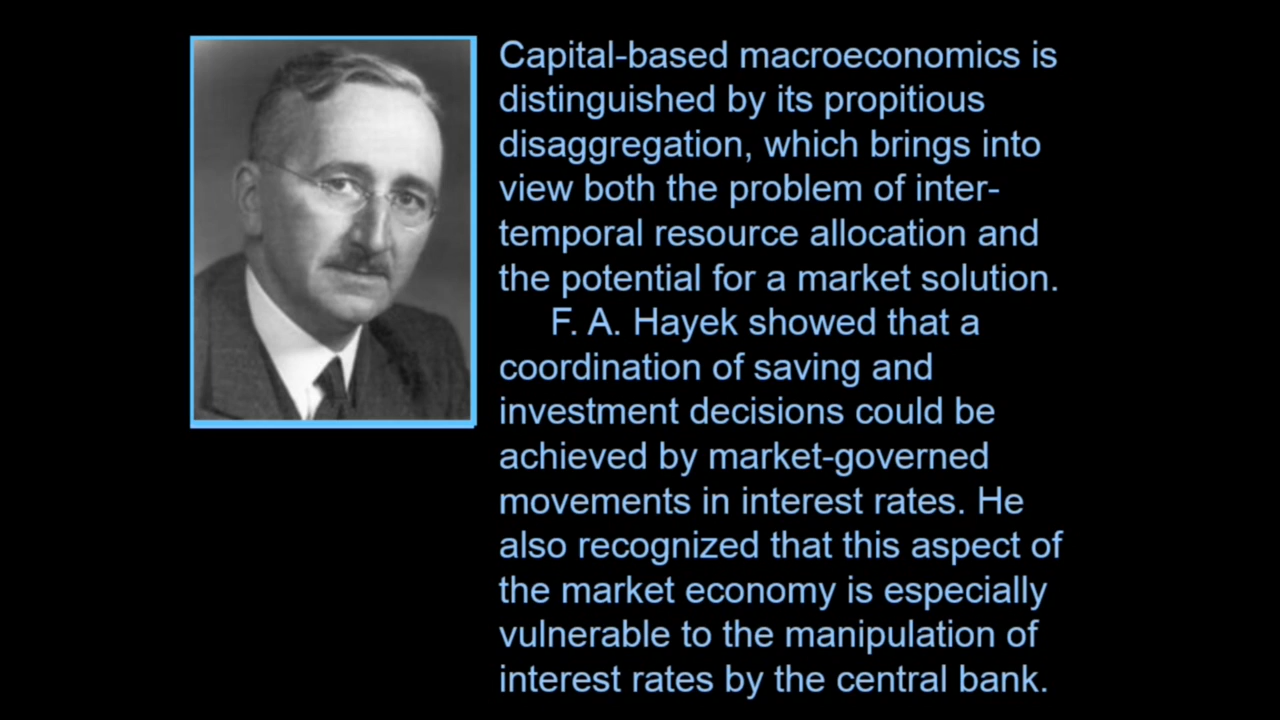 Capital-based macroeconomics is
distinguished by its propitious
disaggregation, which brings into
view both the problem of inter-
temporal resource allocation and
the potential for a market solution.
F. A. Hayek showed that a
coordination of saving and
investment decisions could be
achieved by market-governed
movements in interest rates. He
also recognized that this aspect of
the market economy is especially
vulnerable to the manipulation of
interest rates by the central bank.